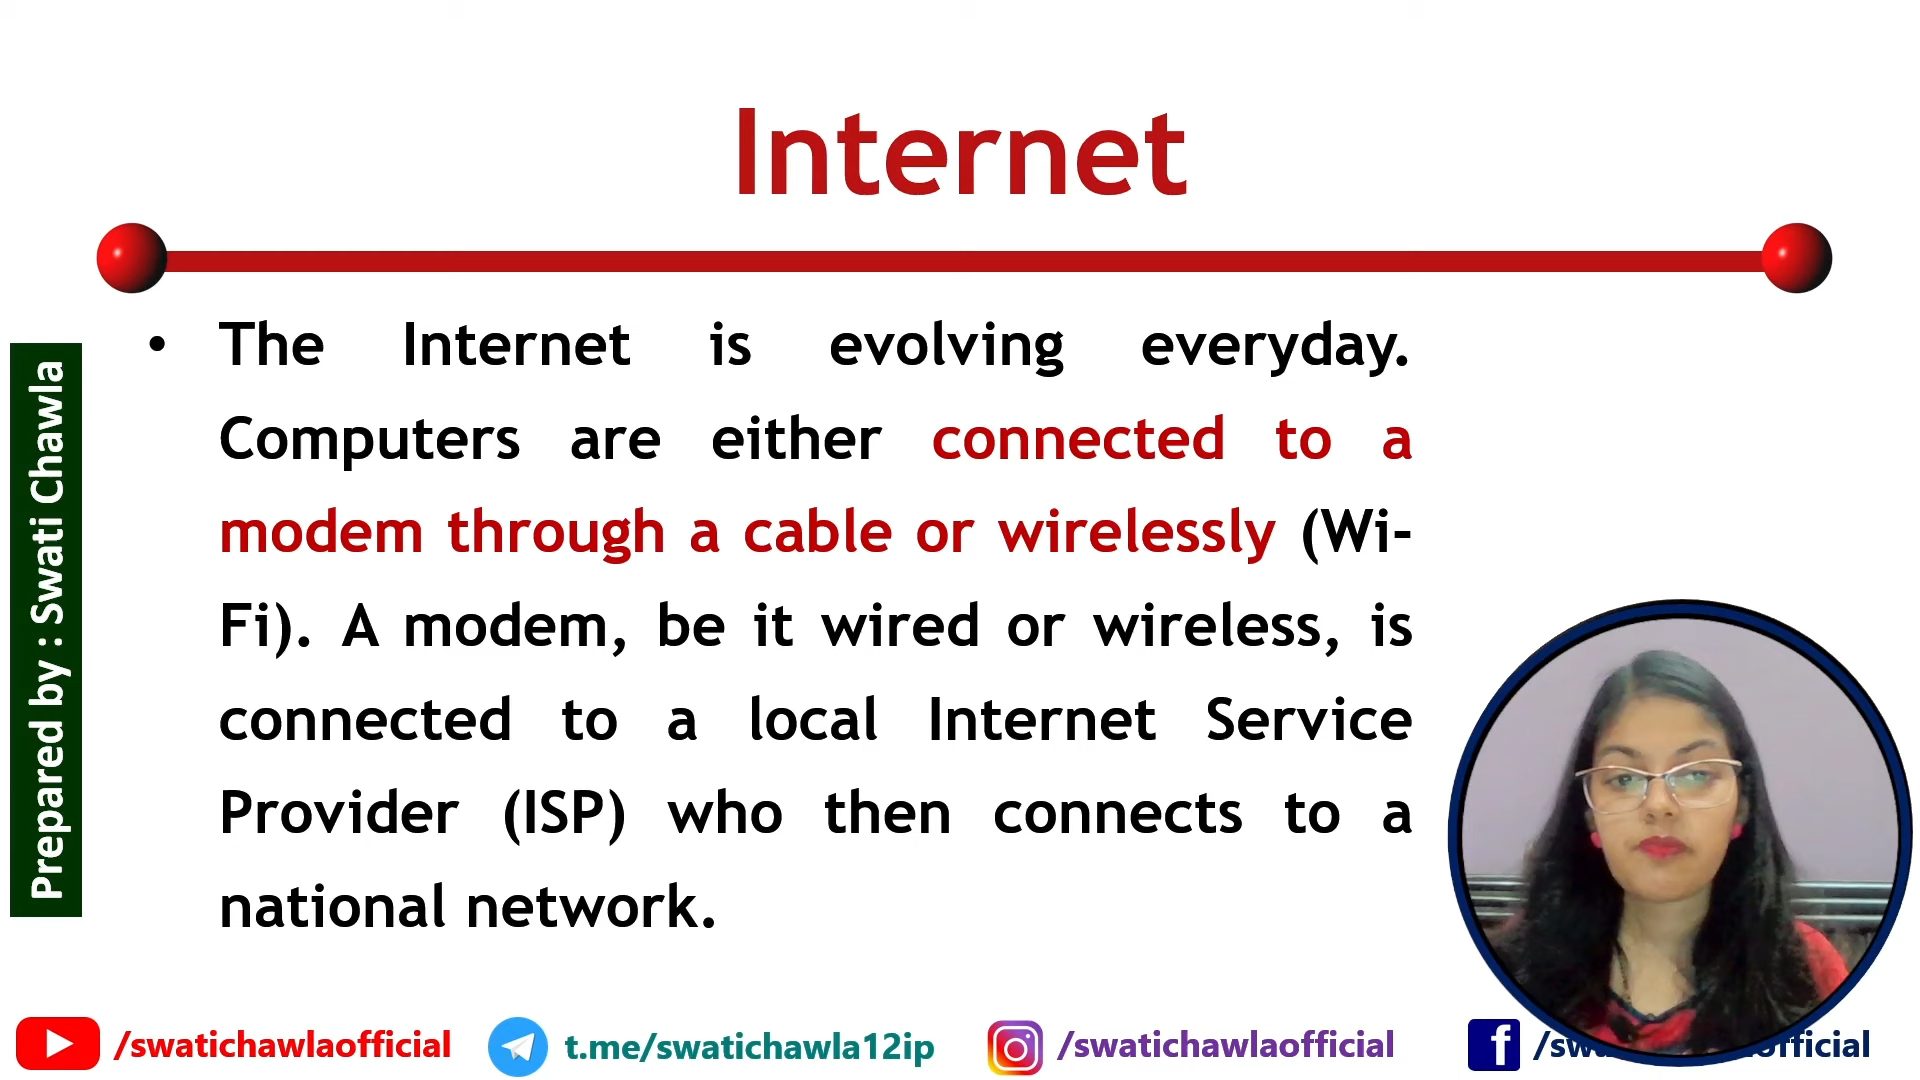 Internet
• The Internet is evolving everyday.
Computers are either connected to a
modem through a cable or wirelessly (Wi-
Fi). A modem, be it wired or wireless, is
connected to a local Internet Service
Provider (ISP) who then connects to a
national network.
Prepared by : Swati Chawla
/swatichawlaofficial
t.me/swatichawla12ip
/swatichawlaofficial